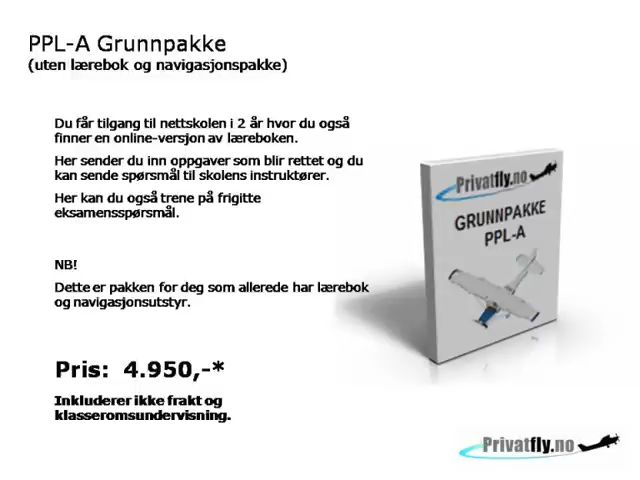 PPL-A Grunnpakke
(uten lærebok og navigasjonspakke)
Du får tilgang til nettskolen i 2 år hvor du også
finner en online-versjon av læreboken.
Her sender du inn oppgaver som blir rettet og du
kan sende spørsmål til skolens instruktører.
Her kan du også trene på frigitte
eksamensspørsmål.
NB!
Dette er pakken for deg som allerede har lærebok
og navigasjonsutstyr.
Pris: 4.950,-*
Inkluderer ikke frakt og
klasseromsundervisning.
Privatfly.no
GRUNNPAKKE
PPL-A
Privatfly.no